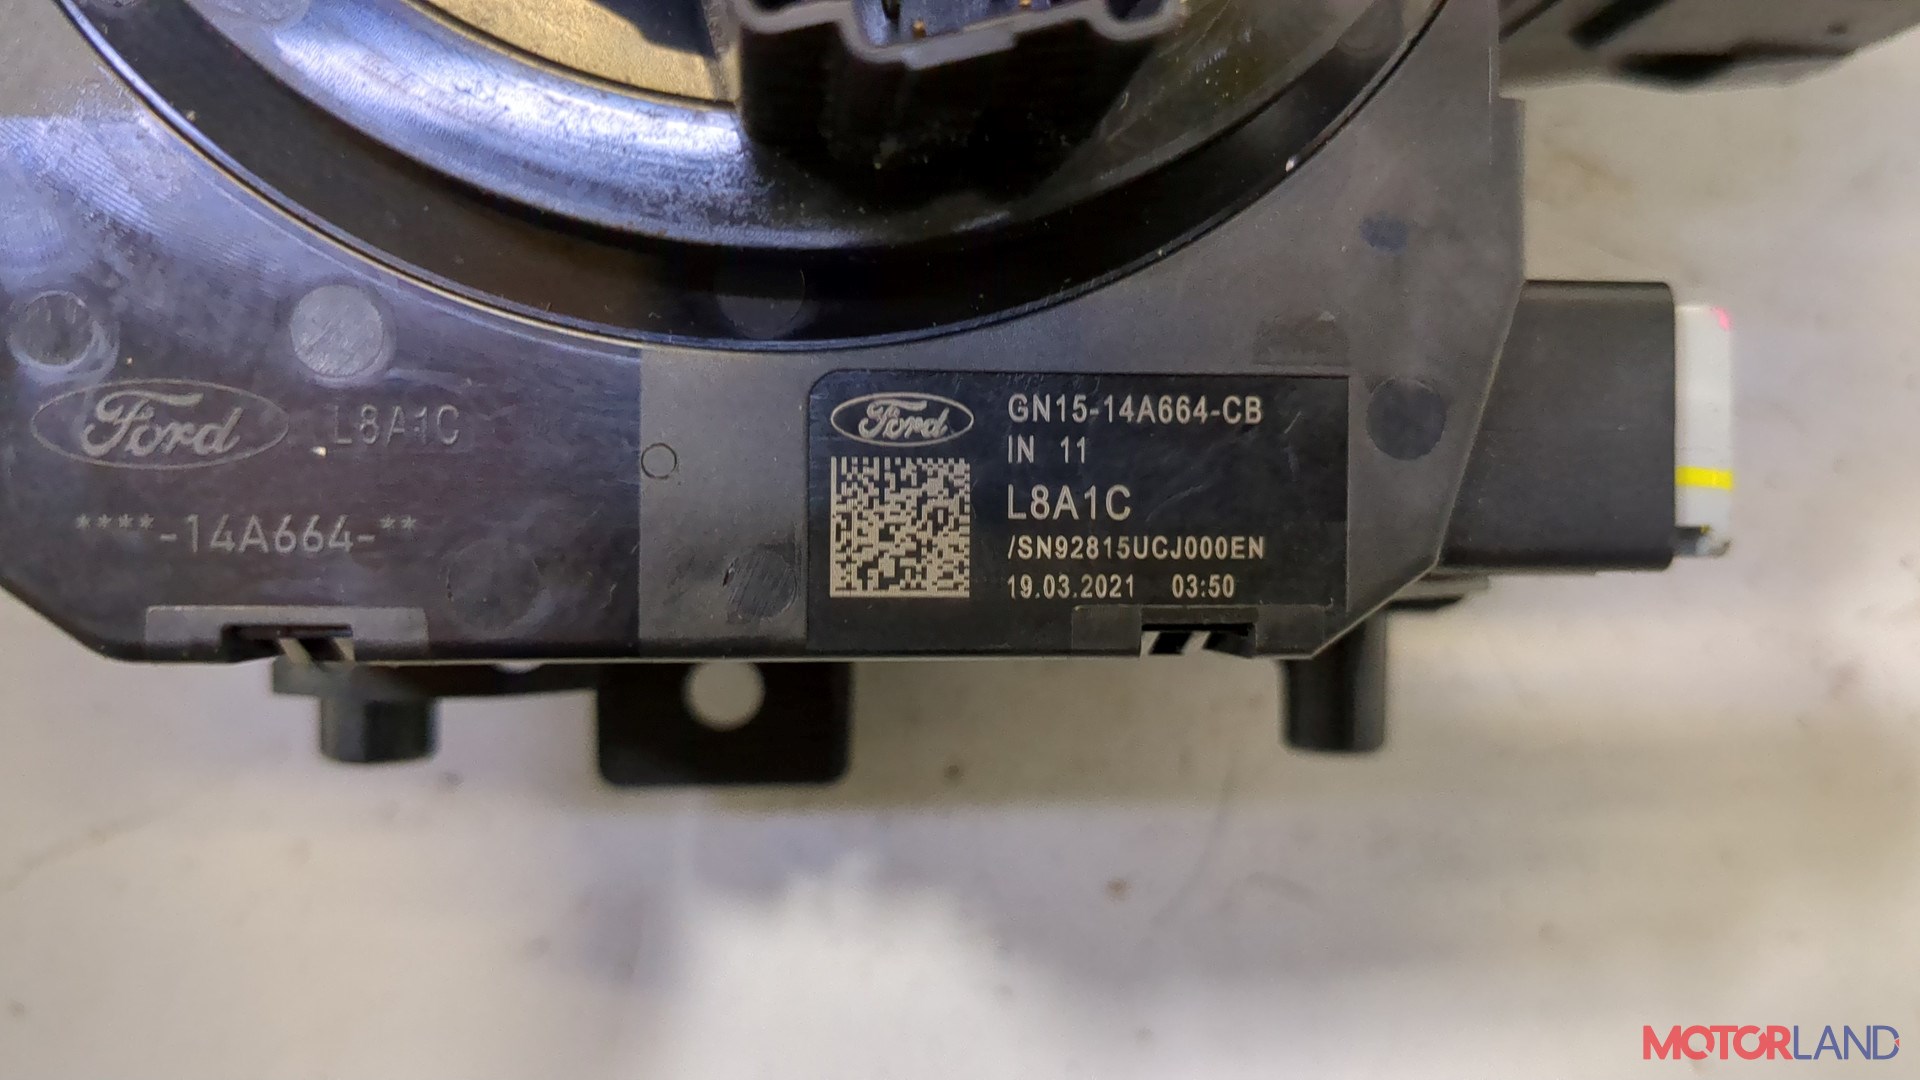 Ford L8A1C
****-14A664-**
Ford
GN15-14A664-CB
IN 11
L8A1C
/SN92815UCJ000EN
19.03.2021 03:50
MOTORLAND